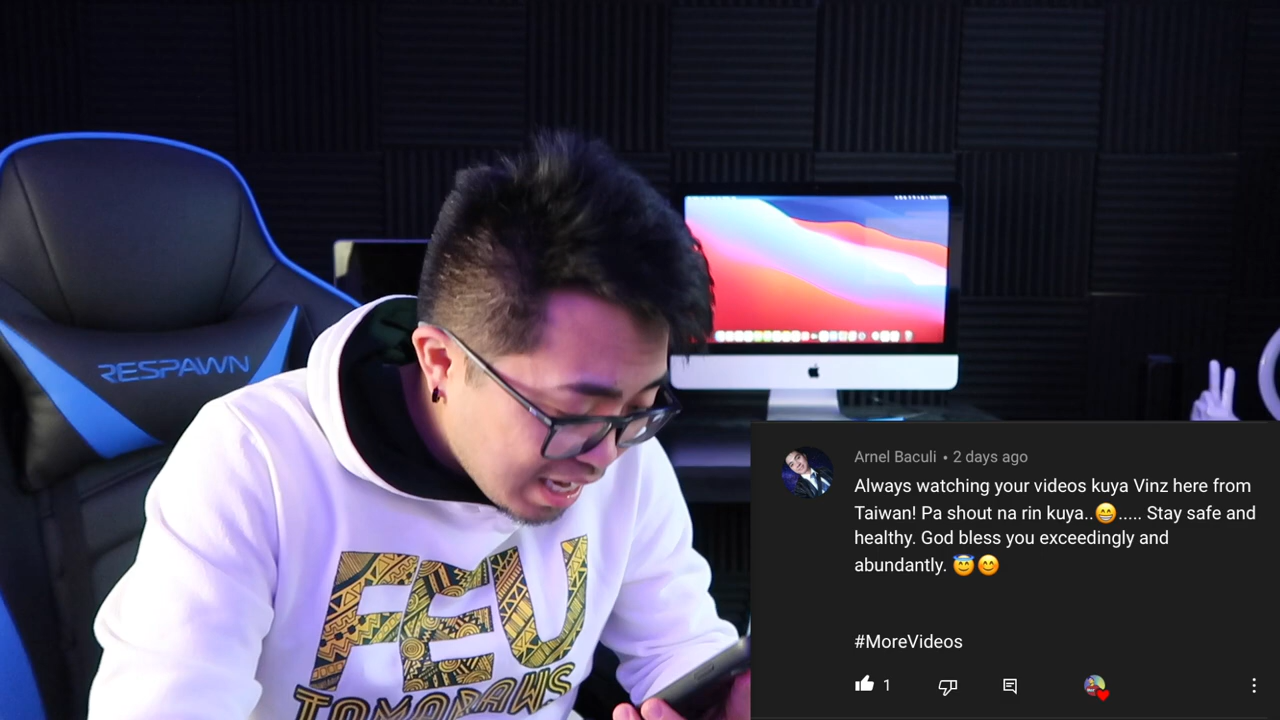 RESPAWN
FEU
TAMARAWS
Arnel Baculi • 2 days ago
Always watching your videos kuya Vinz here from
Taiwan! Pa shout na rin kuya..😁..... Stay safe and
healthy. God bless you exceedingly and
abundantly. 😇😊
#MoreVideos
1